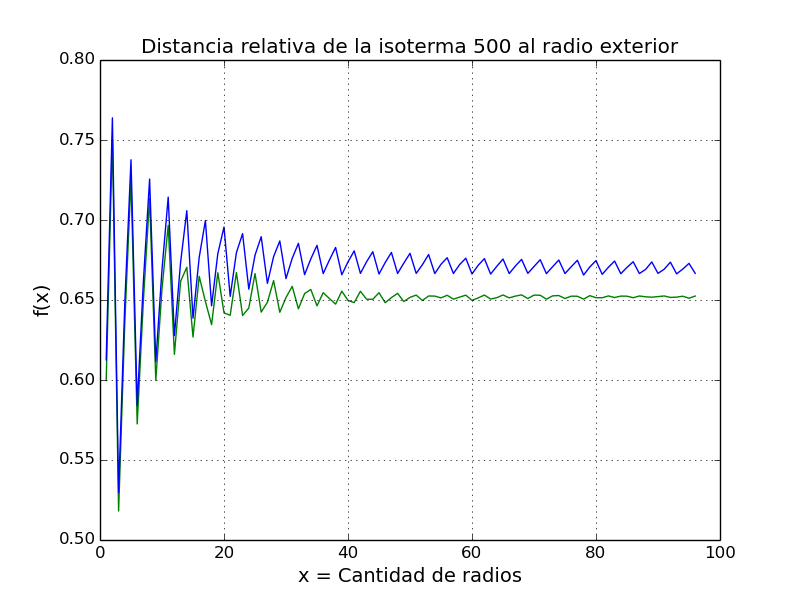 Distancia relativa de la isoterma 500 al radio exterior
0.80
0.75
0.70
0.65
0.60
0.55
0.50
f(x)
0 20 40 60 80 100
x = Cantidad de radios